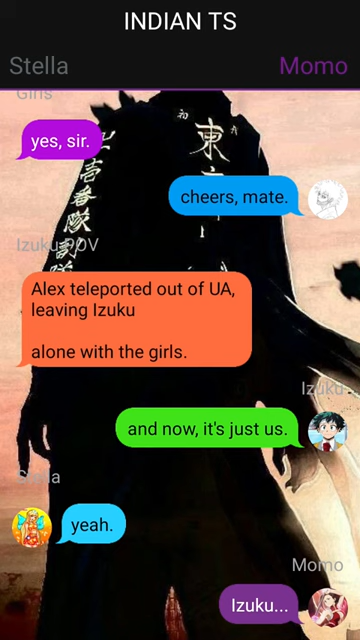 INDIAN TS
Stella
Momo
Girls
yes, sir.
cheers, mate.
Izuku POV
Alex teleported out of UA,
leaving Izuku
alone with the girls.
Izuku
and now, it's just us.
Stella
yeah.
Momo
Izuku...